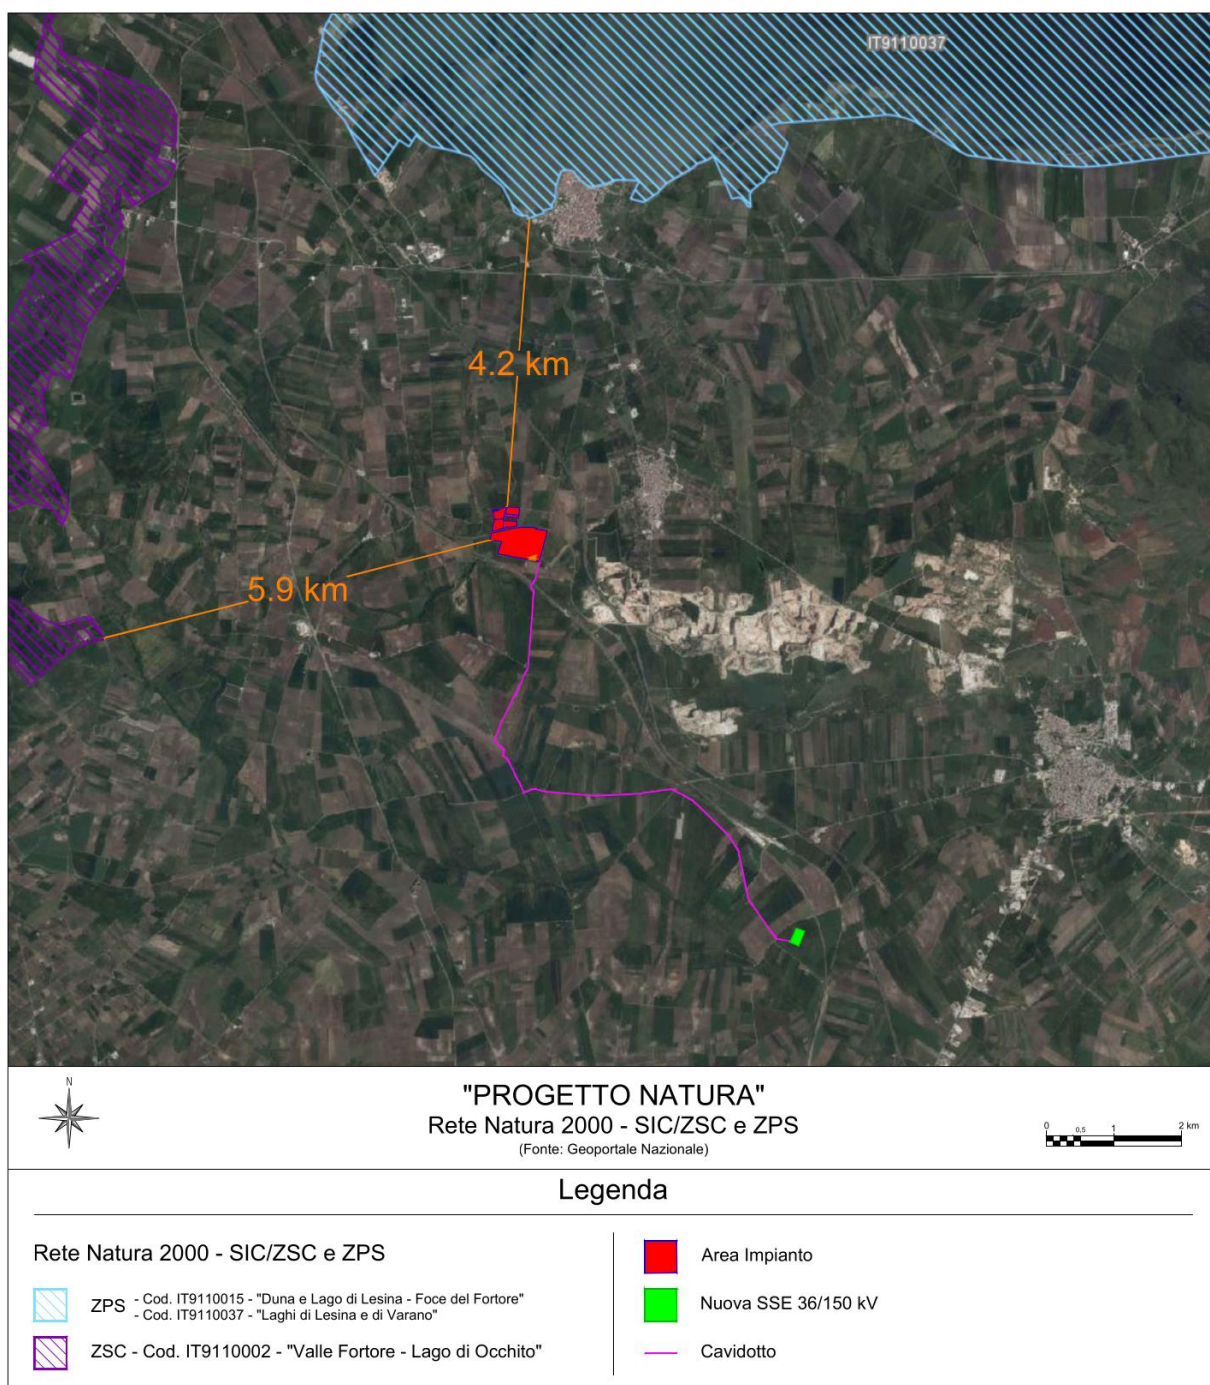 IT9110037
4.2 km
5.9 km
N
"PROGETTO NATURA"
Rete Natura 2000 - SIC/ZSC e ZPS
(Fonte: Geoportale Nazionale)
0 0,5 1 2 km
Legenda
Rete Natura 2000 - SIC/ZSC e ZPS
ZPS - Cod. IT9110015 - "Duna e Lago di Lesina - Foce del Fortore"
- Cod. IT9110037 - "Laghi di Lesina e di Varano"
ZSC - Cod. IT9110002 - "Valle Fortore - Lago di Occhito"
Area Impianto
Nuova SSE 36/150 kV
Cavidotto